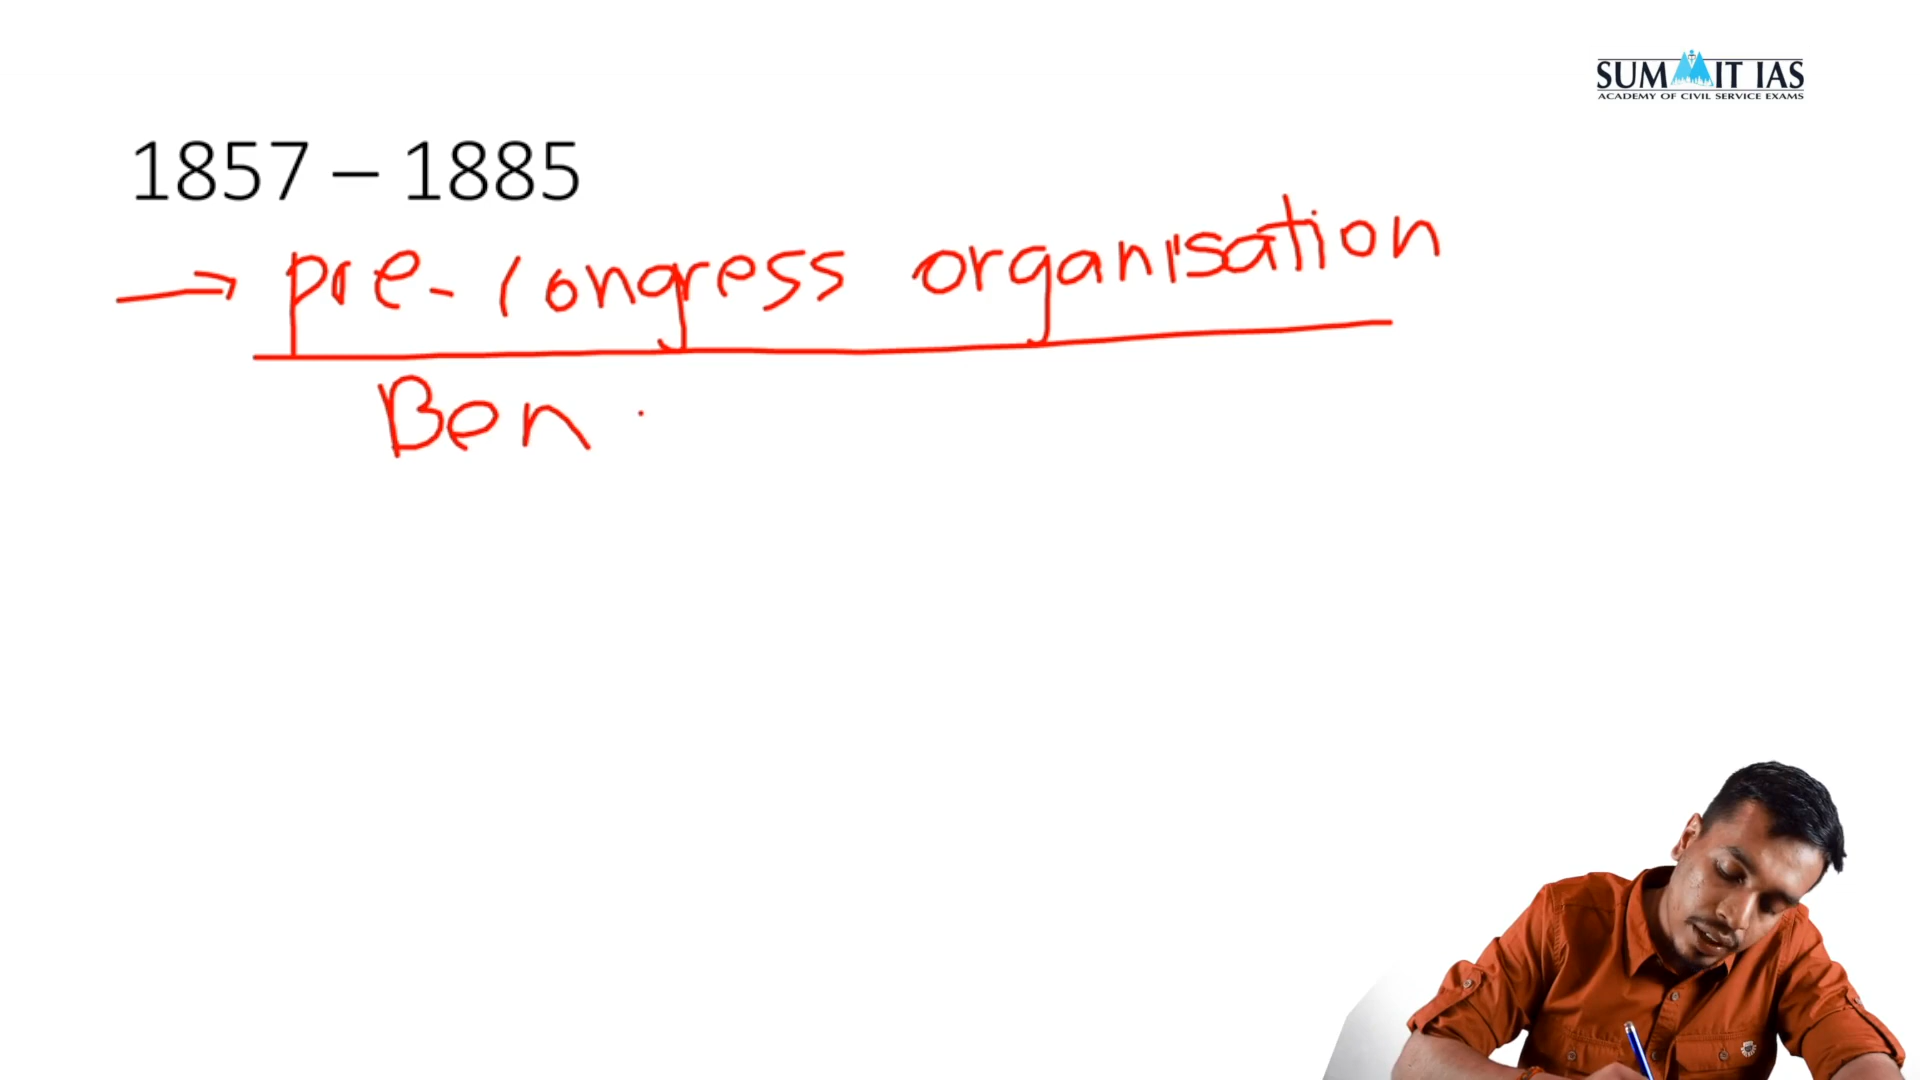 SUMMIT IAS
ACADEMY OF CIVIL SERVICE EXAMS
1857 – 1885
→ pre-congress organisation
Ben